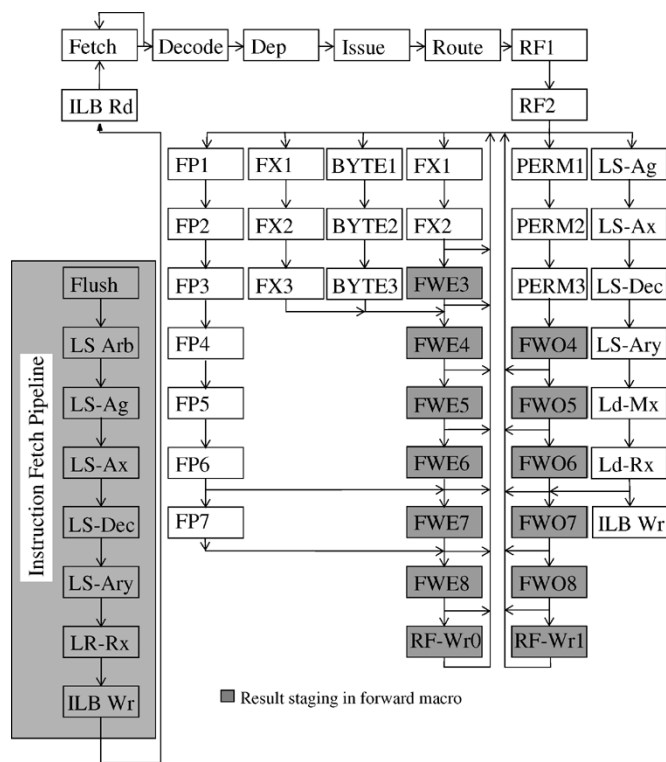 Fetch Decode Dep Issue Route RF1
ILB Rd RF2
FP1 FX1 BYTE1 FX1 PERM1 LS-Ag
FP2 FX2 BYTE2 FX2 PERM2 LS-Ax
Flush FP3 FX3 BYTE3 FWE3 PERM3 LS-Dec
LS Arb FP4 FWE4 FWO4 LS-Ary
LS-Ag FP5 FWE5 FWO5 Ld-Mx
LS-Ax FP6 FWE6 FWO6 Ld-Rx
LS-Dec FP7 FWE7 FWO7 ILB Wr
LS-Ary FWE8 FWO8
LR-Rx RF-Wr0 RF-Wr1
ILB Wr
Instruction Fetch Pipeline
Result staging in forward macro